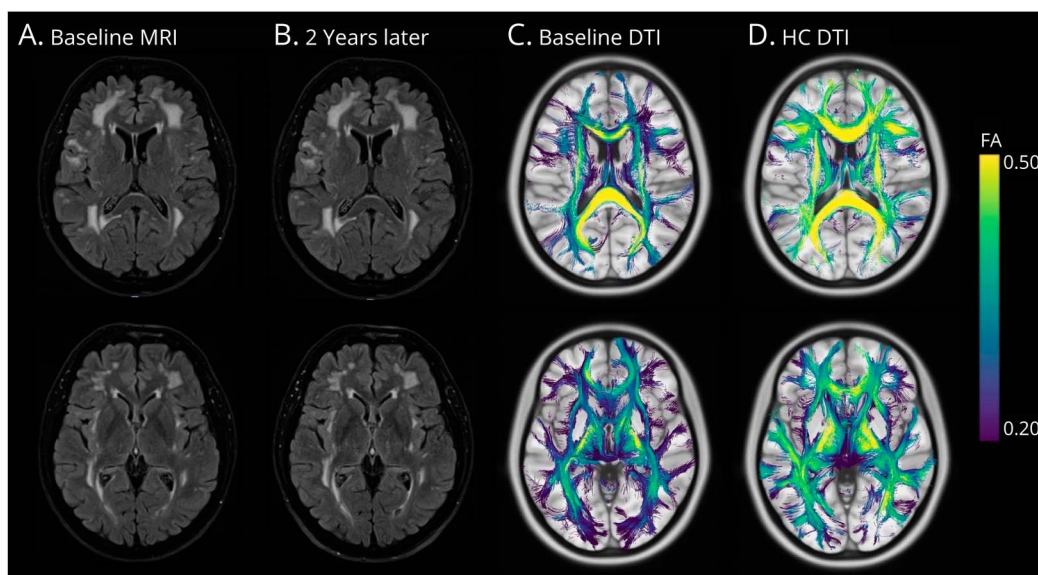 A. Baseline MRI
B. 2 Years later
C. Baseline DTI
D. HC DTI
FA
0.50
0.20